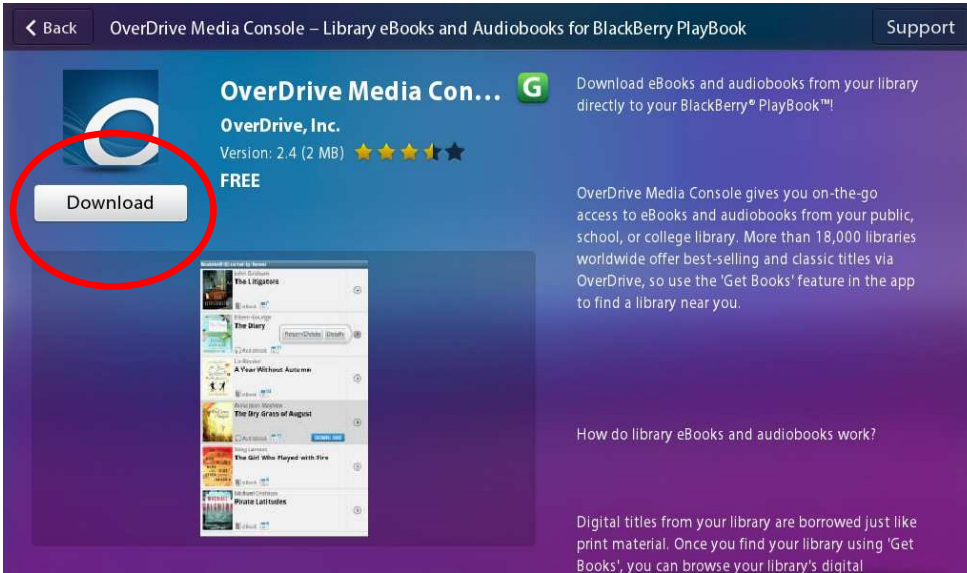 Back
OverDrive Media Console – Library eBooks and Audiobooks for BlackBerry PlayBook
Support
OverDrive Media Con...
G
OverDrive, Inc.
Version: 2.4 (2 MB)
FREE
Download
The Litigators
The Diary
A Year Without Autumn
The Dry Grass of August
The Girl Who Played with Fire
Pirate Latitudes
Download eBooks and audiobooks from your library
directly to your BlackBerry® PlayBook™!
OverDrive Media Console gives you on-the-go
access to eBooks and audiobooks from your public,
school, or college library. More than 18,000 libraries
worldwide offer best-selling and classic titles via
OverDrive, so use the 'Get Books' feature in the app
to find a library near you.
How do library eBooks and audiobooks work?
Digital titles from your library are borrowed just like
print material. Once you find your library using 'Get
Books', you can browse your library's digital